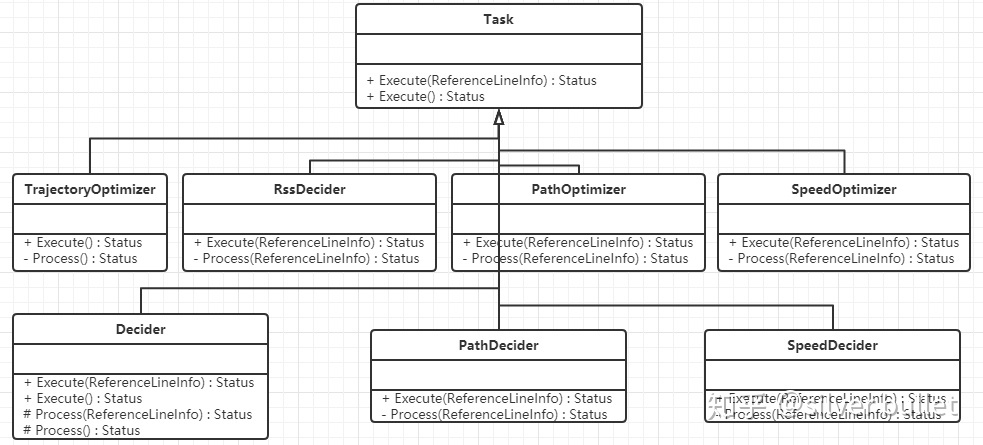 Task
+ Execute(ReferenceLineInfo) : Status
+ Execute() : Status
TrajectoryOptimizer
+ Execute() : Status
- Process() : Status
RssDecider
+ Execute(ReferenceLineInfo) : Status
- Process(ReferenceLineInfo) : Status
PathOptimizer
+ Execute(ReferenceLineInfo) : Status
- Process(ReferenceLineInfo) : Status
SpeedOptimizer
+ Execute(ReferenceLineInfo) : Status
- Process(ReferenceLineInfo) : Status
Decider
+ Execute(ReferenceLineInfo) : Status
+ Execute() : Status
# Process(ReferenceLineInfo) : Status
# Process() : Status
PathDecider
+ Execute(ReferenceLineInfo) : Status
- Process(ReferenceLineInfo) : Status
SpeedDecider
+ Execute(ReferenceLineInfo) : Status
- Process(ReferenceLineInfo) : Status
知乎 @silverbullet